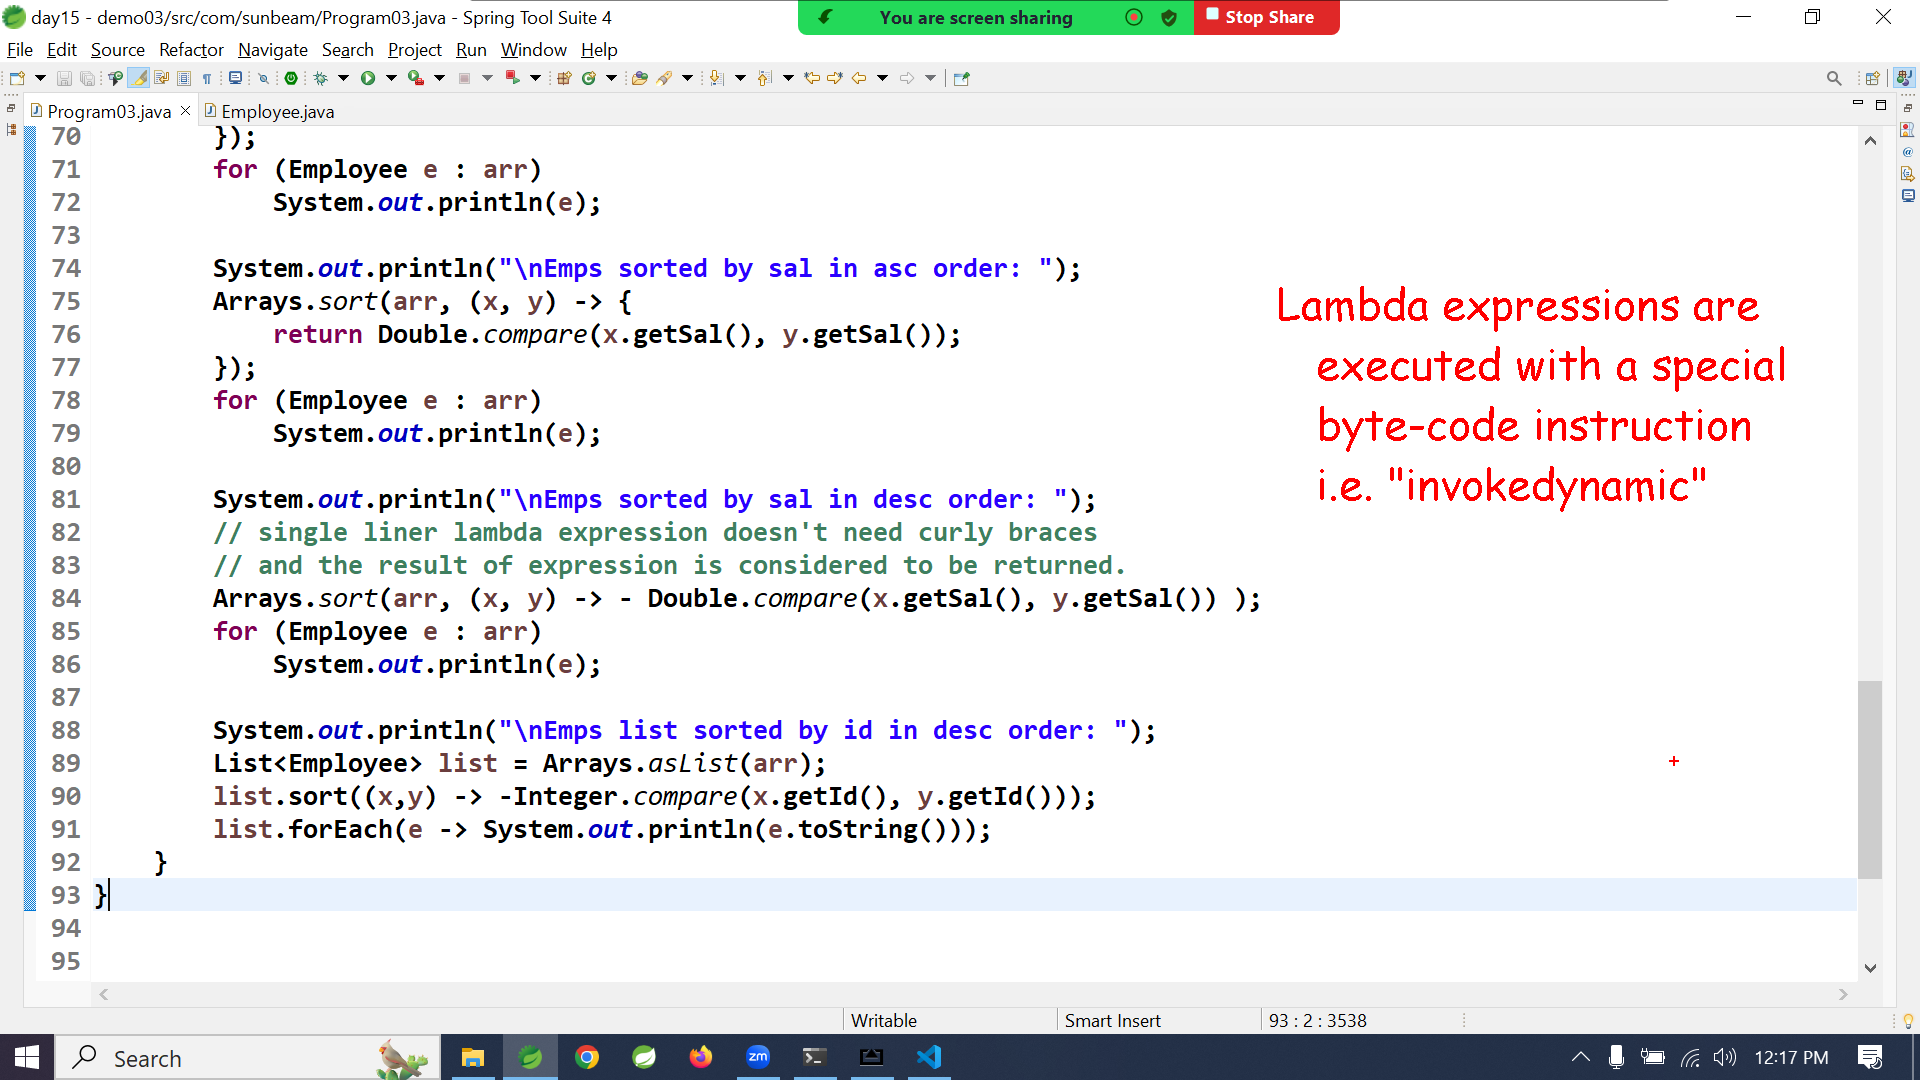 day15 - demo03/src/com/sunbeam/Program03.java - Spring Tool Suite 4
You are screen sharing
Stop Share
File Edit Source Refactor Navigate Search Project Run Window Help
Program03.java
Employee.java
70 });
71 for (Employee e : arr)
72 System.out.println(e);
73
74 System.out.println("\nEmps sorted by sal in asc order: ");
75 Arrays.sort(arr, (x, y) -> {
76 return Double.compare(x.getSal(), y.getSal());
77 });
78 for (Employee e : arr)
79 System.out.println(e);
80
81 System.out.println("\nEmps sorted by sal in desc order: ");
82 // single liner lambda expression doesn't need curly braces
83 // and the result of expression is considered to be returned.
84 Arrays.sort(arr, (x, y) -> - Double.compare(x.getSal(), y.getSal()) );
85 for (Employee e : arr)
86 System.out.println(e);
87
88 System.out.println("\nEmps list sorted by id in desc order: ");
89 List<Employee> list = Arrays.asList(arr);
90 list.sort((x,y) -> -Integer.compare(x.getId(), y.getId()));
91 list.forEach(e -> System.out.println(e.toString()));
92 }
93 }
94
95
Lambda expressions are
executed with a special
byte-code instruction
i.e. "invokedynamic"
Writable
Smart Insert
93 : 2 : 3538
Search
zm
12:17 PM